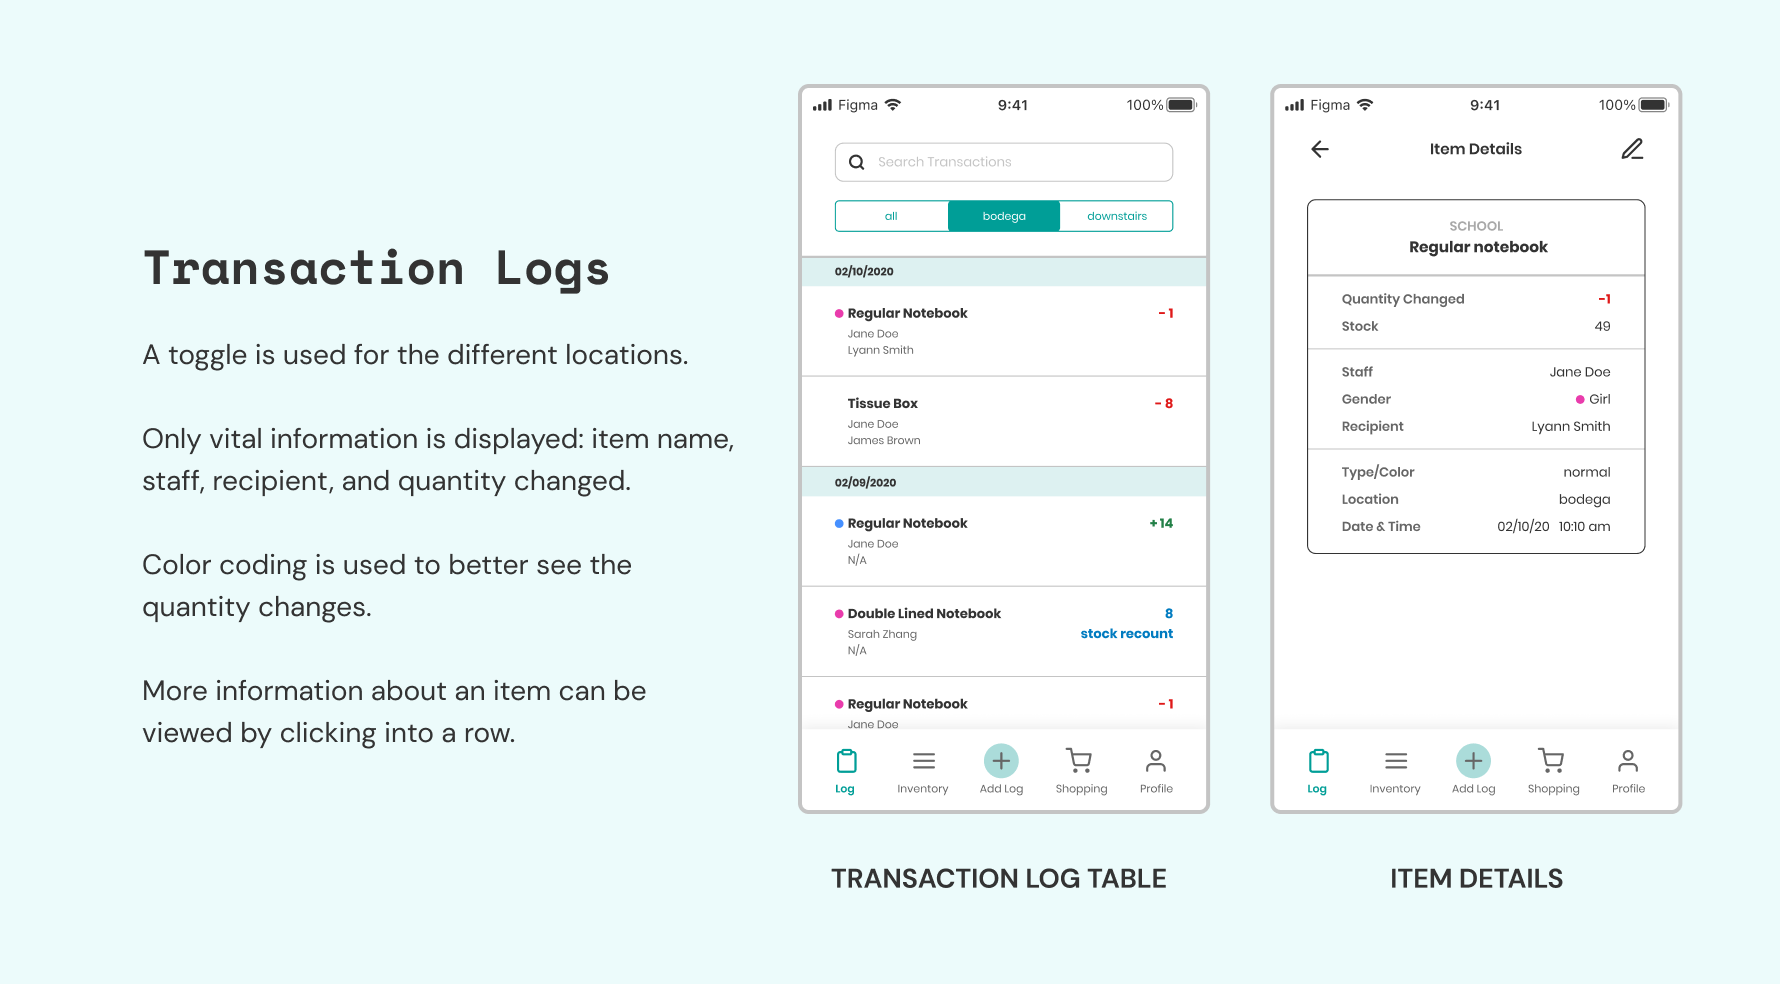 Transaction Logs
A toggle is used for the different locations.
Only vital information is displayed: item name,
staff, recipient, and quantity changed.
Color coding is used to better see the
quantity changes.
More information about an item can be
viewed by clicking into a row.
Figma 9:41 100%
Search Transactions
all bodega downstairs
02/10/2020
Regular Notebook - 1
Jane Doe
Lyann Smith
Tissue Box - 8
Jane Doe
James Brown
02/09/2020
Regular Notebook +14
Jane Doe
N/A
Double Lined Notebook 8
Sarah Zhang stock recount
N/A
Regular Notebook - 1
Jane Doe
Log Inventory Add Log Shopping Profile
TRANSACTION LOG TABLE
Figma 9:41 100%
Item Details
SCHOOL
Regular notebook
Quantity Changed -1
Stock 49
Staff Jane Doe
Gender Girl
Recipient Lyann Smith
Type/Color normal
Location bodega
Date & Time 02/10/20 10:10 am
Log Inventory Add Log Shopping Profile
ITEM DETAILS